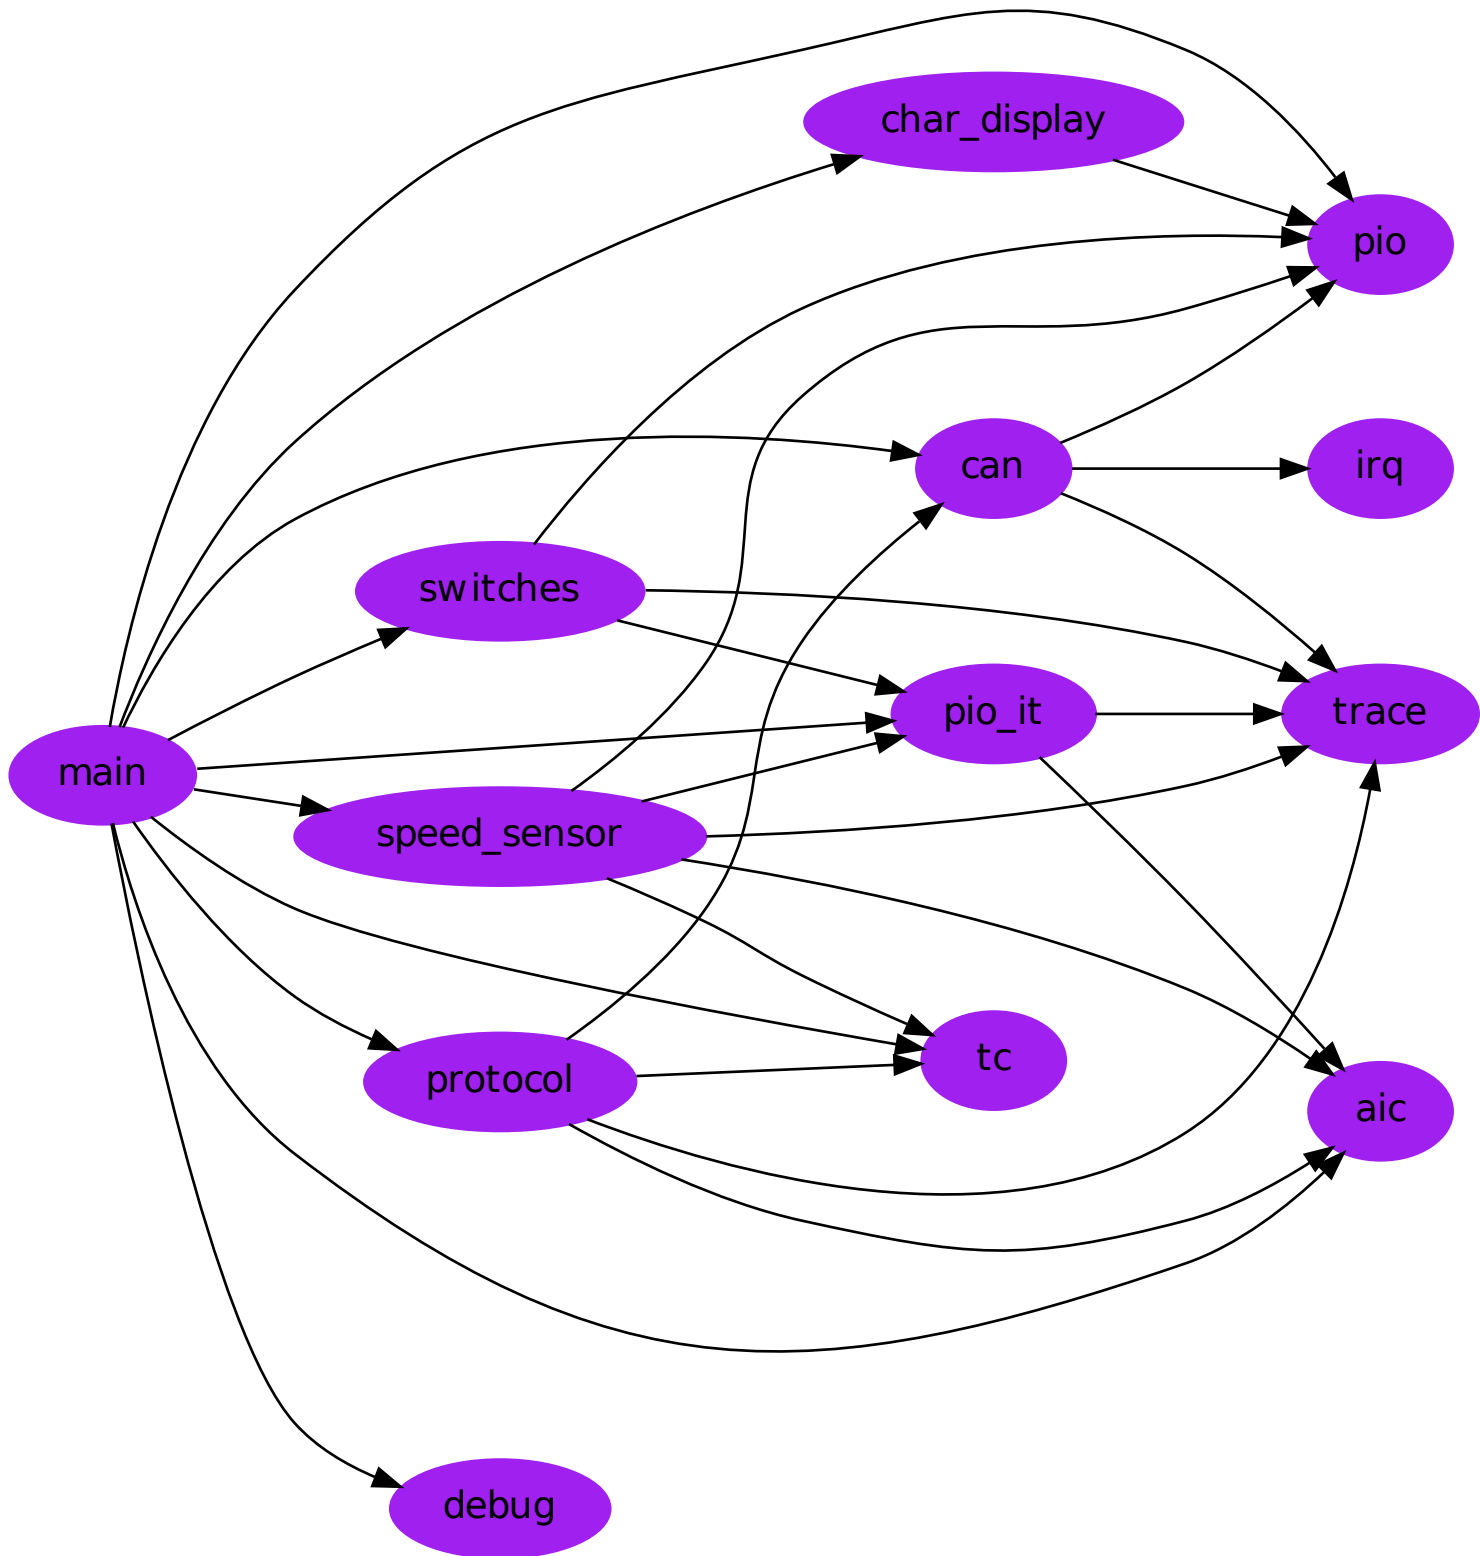 char_display
pio
can
irq
switches
pio_it
trace
main
speed_sensor
tc
protocol
aic
debug